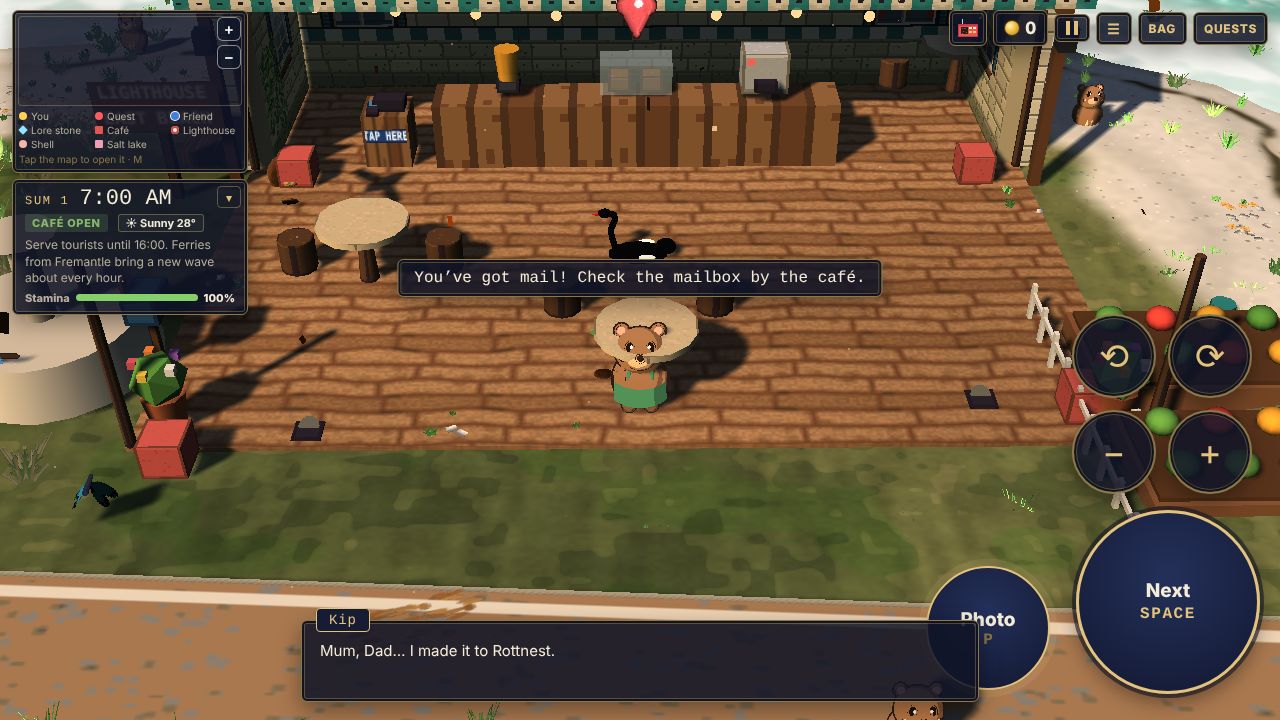 LIGHTHOUSE
+
−
You
Quest
Friend
Lore stone
Café
Lighthouse
Shell
Salt lake
Tap the map to open it · M
SUM 1 7:00 AM
CAFÉ OPEN
☀ Sunny 28°
Serve tourists until 16:00. Ferries
from Fremantle bring a new wave
about every hour.
Stamina 100%
0
BAG
QUESTS
TAP HERE
You’ve got mail! Check the mailbox by the café.
−
+
Next
SPACE
Photo
P
Kip
Mum, Dad… I made it to Rottnest.